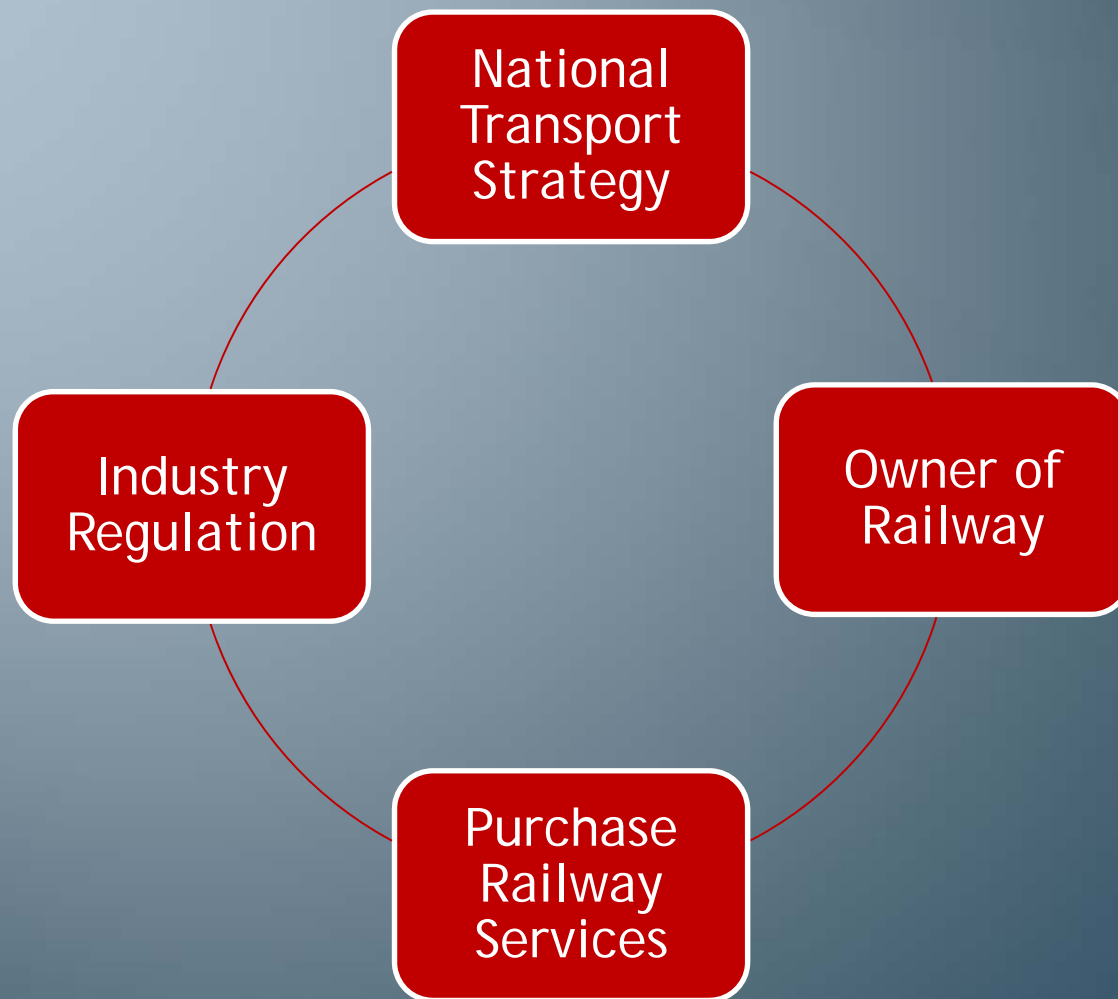 National
Transport
Strategy
Industry
Regulation
Owner of
Railway
Purchase
Railway
Services